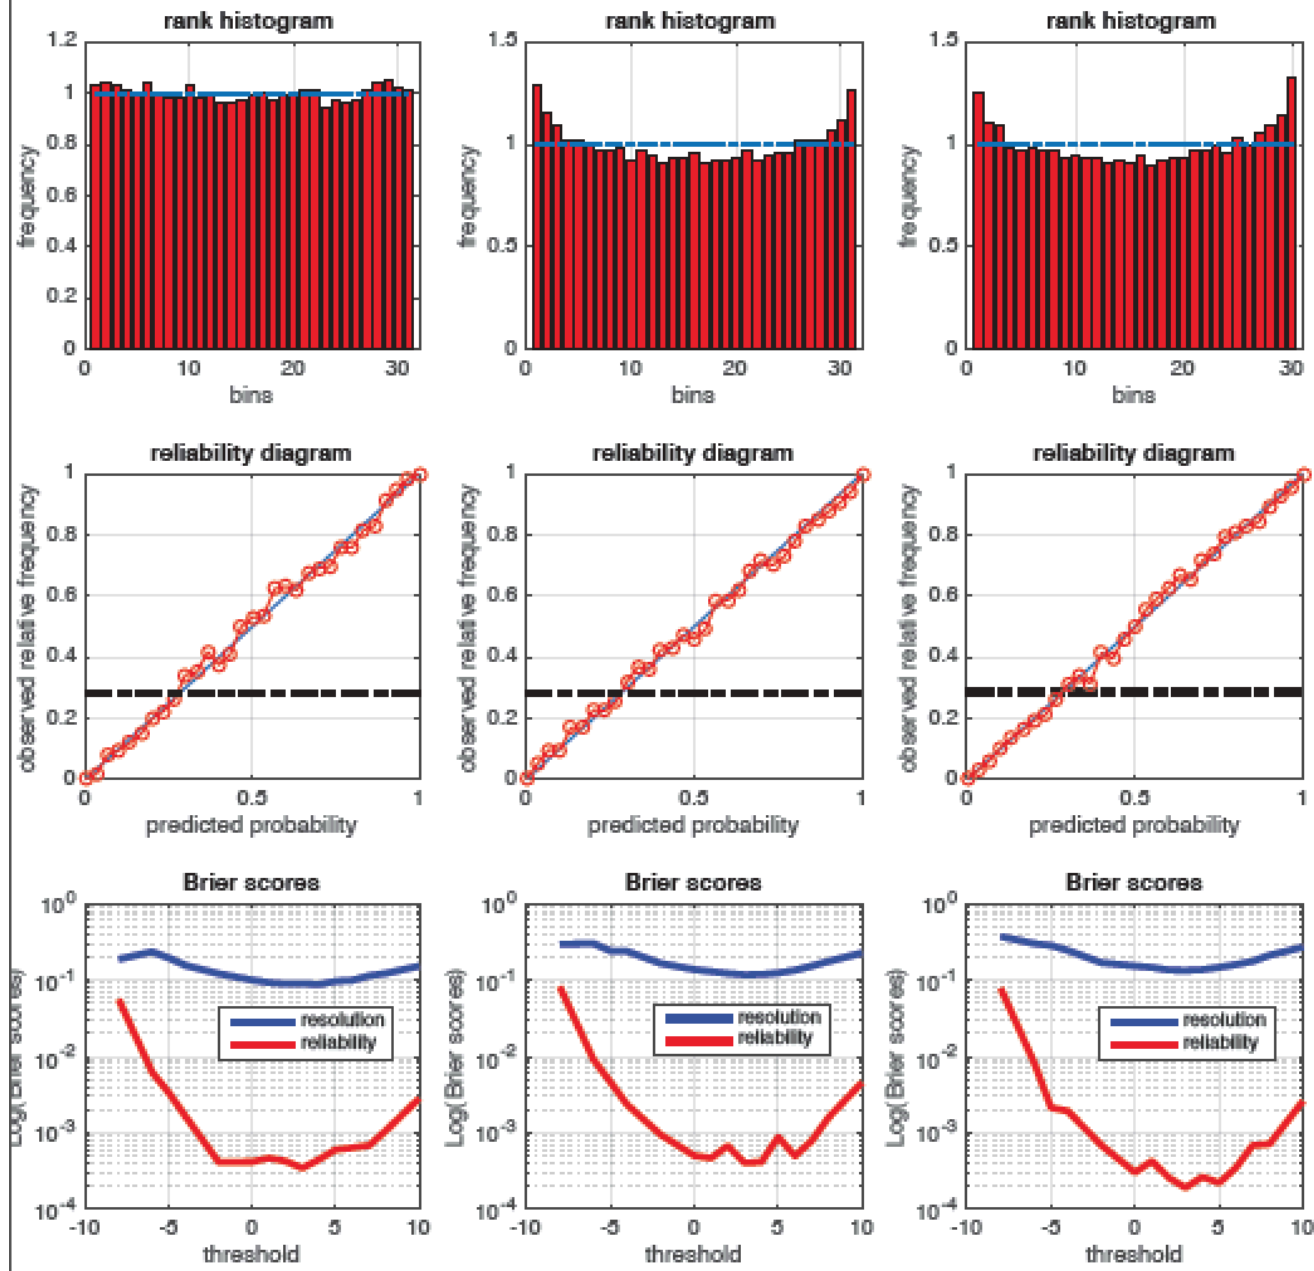 rank histogram
1.2
1
0.8
0.6
0.4
0.2
0
frequency
0 10 20 30
bins
rank histogram
1.5
1
0.5
0
frequency
0 10 20 30
bins
rank histogram
1.5
1
0.5
0
frequency
0 10 20 30
bins
reliability diagram
1
0.8
0.6
0.4
0.2
0
observed relative frequency
0 0.5 1
predicted probability
reliability diagram
1
0.8
0.6
0.4
0.2
0
observed relative frequency
0 0.5 1
predicted probability
reliability diagram
1
0.8
0.6
0.4
0.2
0
observed relative frequency
0 0.5 1
predicted probability
Brier scores
10^0
10^-1
10^-2
10^-3
10^-4
Log(Brier scores)
resolution
reliability
-10 -5 0 5 10
threshold
Brier scores
10^0
10^-1
10^-2
10^-3
10^-4
Log(Brier scores)
resolution
reliability
-10 -5 0 5 10
threshold
Brier scores
10^0
10^-1
10^-2
10^-3
10^-4
Log(Brier scores)
resolution
reliability
-10 -5 0 5 10
threshold